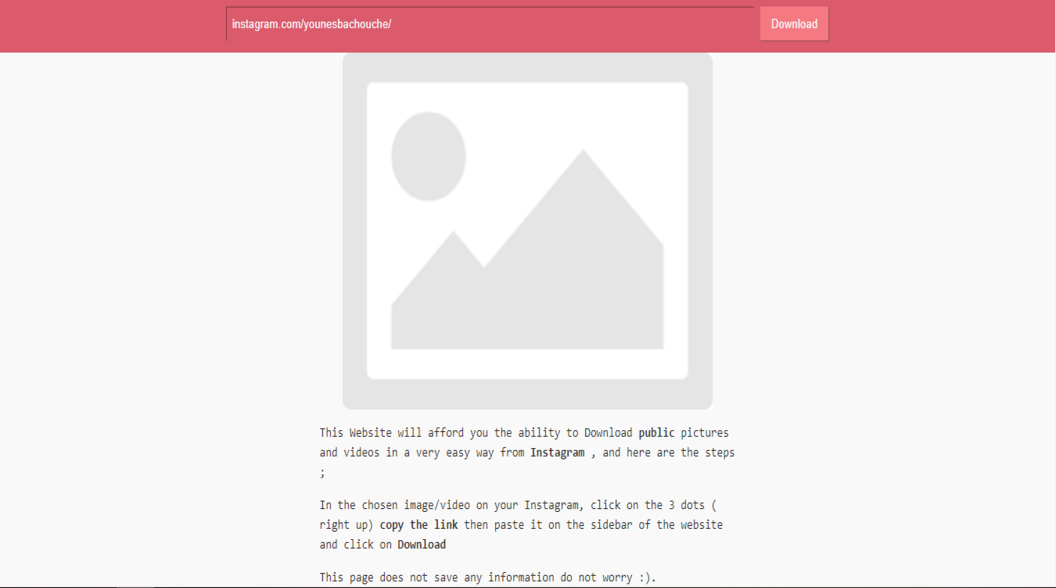 instagram.com/younesbachouche/
Download
This Website will afford you the ability to Download public pictures
and videos in a very easy way from Instagram , and here are the steps
;
In the chosen image/video on your Instagram, click on the 3 dots (
right up) copy the link then paste it on the sidebar of the website
and click on Download
This page does not save any information do not worry :).